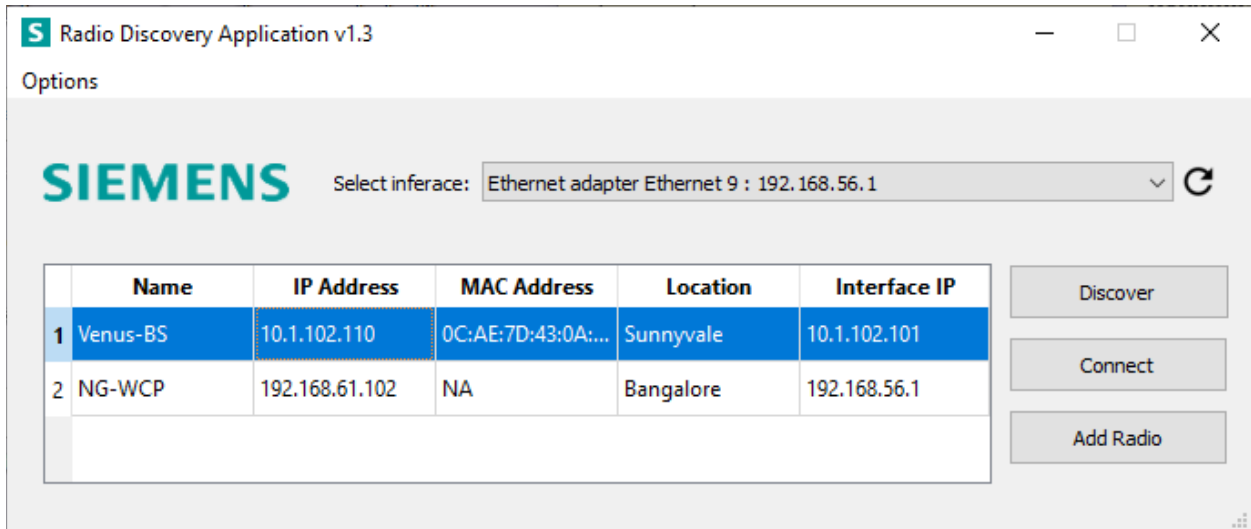 S Radio Discovery Application v1.3
Options
SIEMENS Select inferace: Ethernet adapter Ethernet 9 : 192.168.56.1
Name IP Address MAC Address Location Interface IP
1 Venus-BS 10.1.102.110 0C:AE:7D:43:0A:... Sunnyvale 10.1.102.101
2 NG-WCP 192.168.61.102 NA Bangalore 192.168.56.1
Discover
Connect
Add Radio